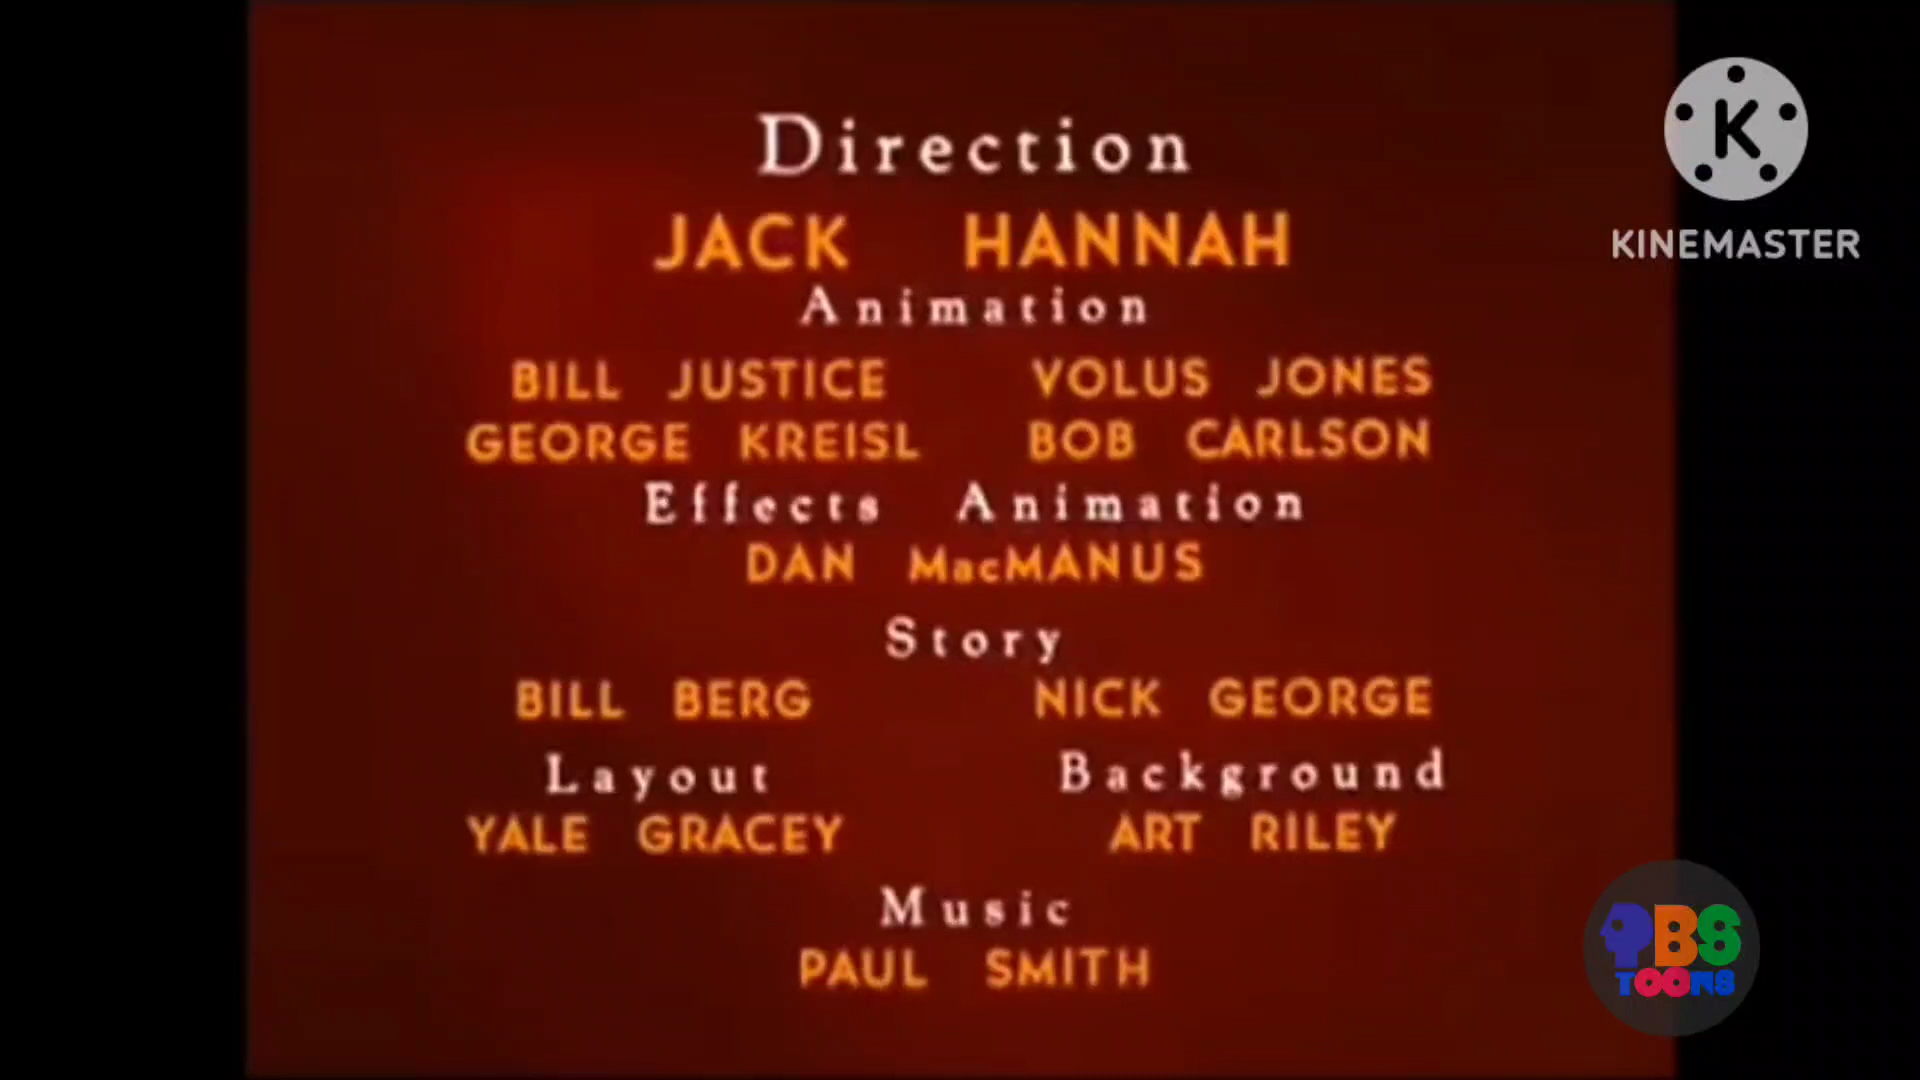 Direction
JACK HANNAH
Animation
BILL JUSTICE VOLUS JONES
GEORGE KREISL BOB CARLSON
Effects Animation
DAN MacMANUS
Story
BILL BERG NICK GEORGE
Layout Background
YALE GRACEY ART RILEY
Music
PAUL SMITH
K
KINEMASTER
PBS
TOONS